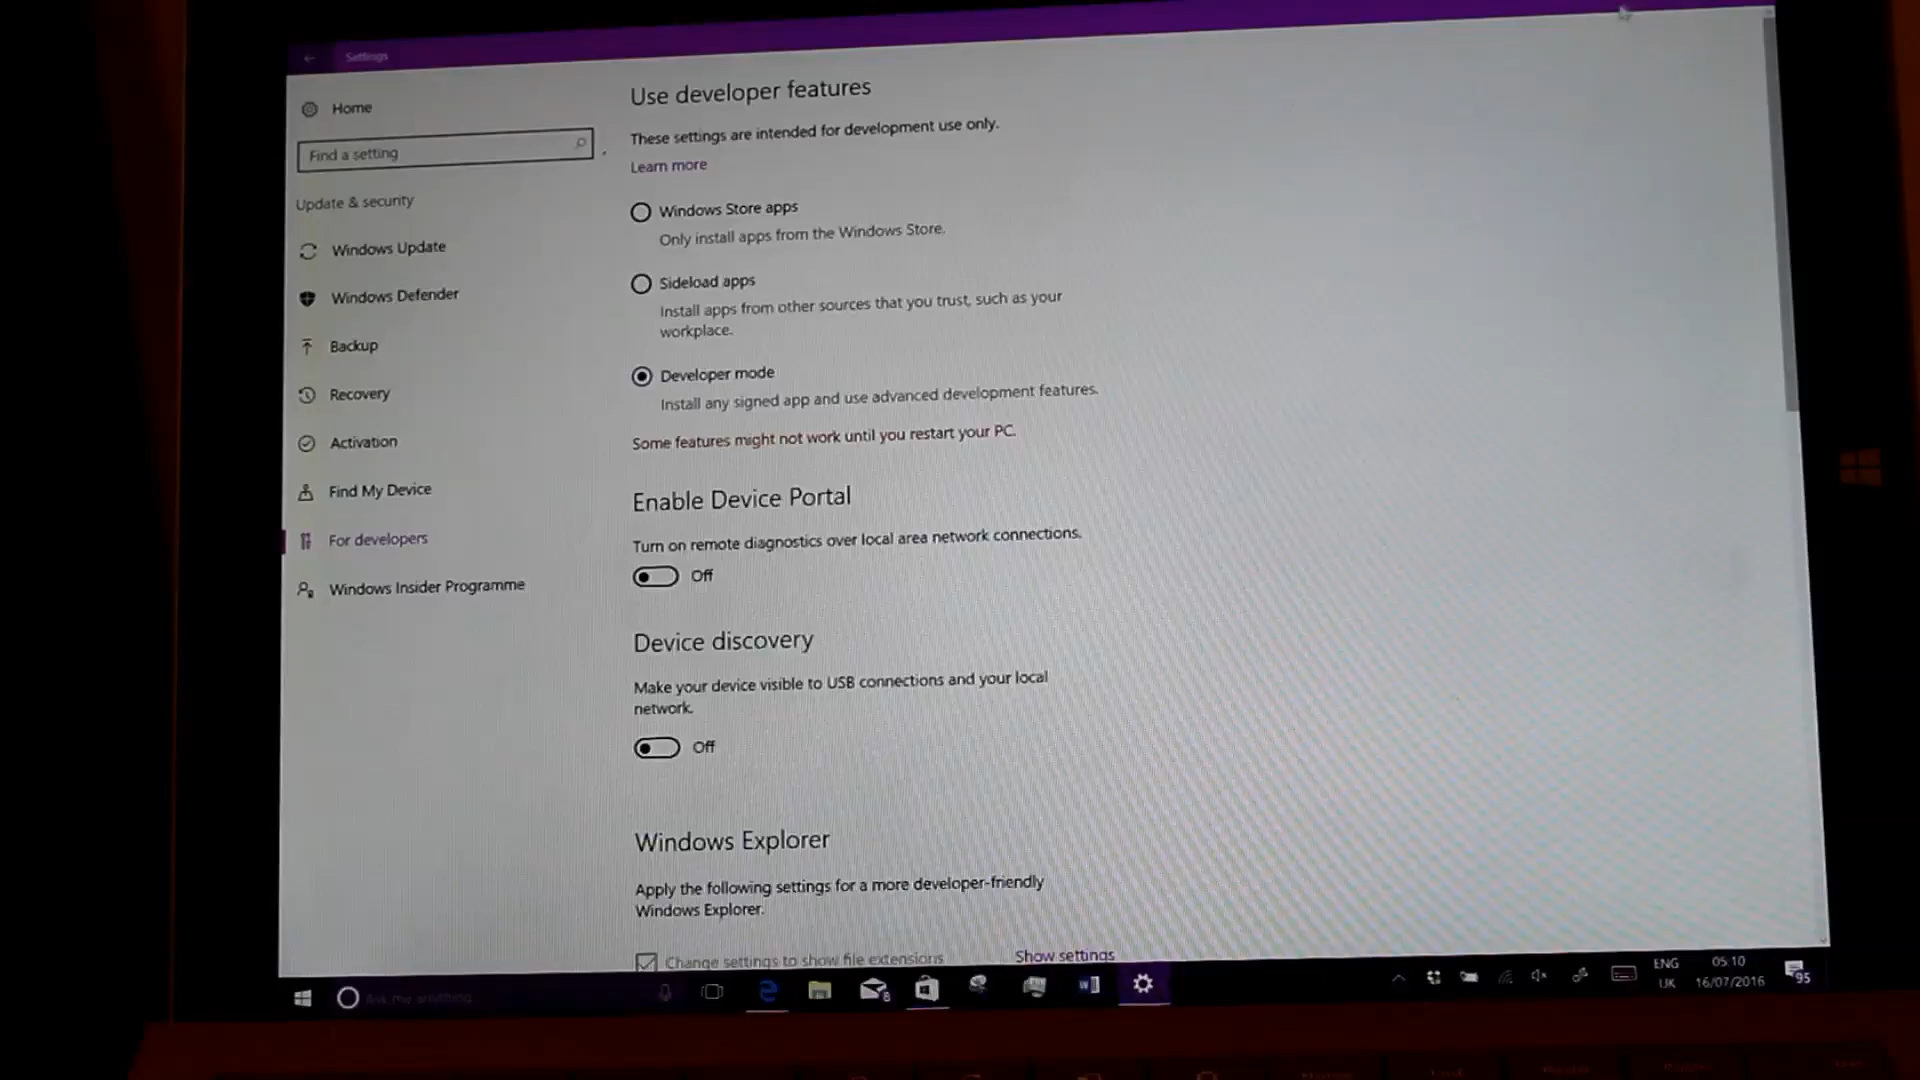 Settings
Home
Find a setting
Update & security
Windows Update
Windows Defender
Backup
Recovery
Activation
Find My Device
For developers
Windows Insider Programme
Use developer features
These settings are intended for development use only.
Learn more
Windows Store apps
Only install apps from the Windows Store.
Sideload apps
Install apps from other sources that you trust, such as your
workplace.
Developer mode
Install any signed app and use advanced development features.
Some features might not work until you restart your PC.
Enable Device Portal
Turn on remote diagnostics over local area network connections.
Off
Device discovery
Make your device visible to USB connections and your local
network.
Off
Windows Explorer
Apply the following settings for a more developer-friendly
Windows Explorer.
Change settings to show file extensions
Show settings
Ask me anything
8
ENG
UK
05:10
16/07/2016
95